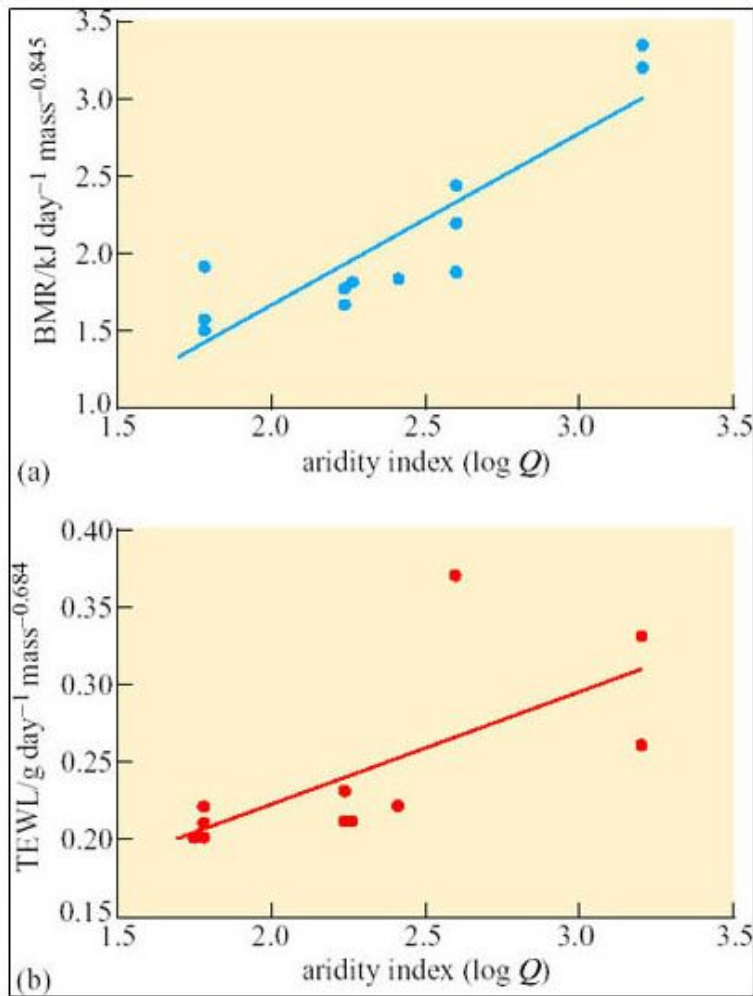 BMR/kJ day⁻¹ mass⁻⁰·⁸⁴⁵
3.5
3.0
2.5
2.0
1.5
1.0
1.5 2.0 2.5 3.0 3.5
aridity index (log Q)
(a)
TEWL/g day⁻¹ mass⁻⁰·⁶⁸⁴
0.40
0.35
0.30
0.25
0.20
0.15
1.5 2.0 2.5 3.0 3.5
aridity index (log Q)
(b)